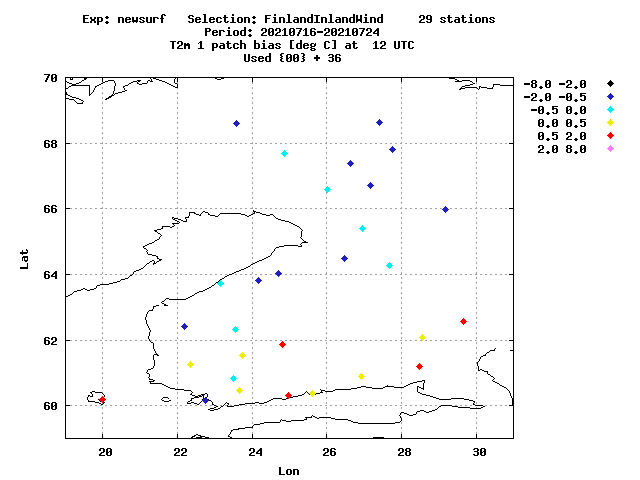 Exp: newsurf Selection: FinlandInlandWind 29 stations
Period: 20210716-20210724
T2m 1 patch bias [deg C] at 12 UTC
Used {00} + 36
70
68
66
64
62
60
Lat
20 22 24 26 28 30
Lon
-8.0 -2.0
-2.0 -0.5
-0.5 0.0
0.0 0.5
0.5 2.0
2.0 8.0